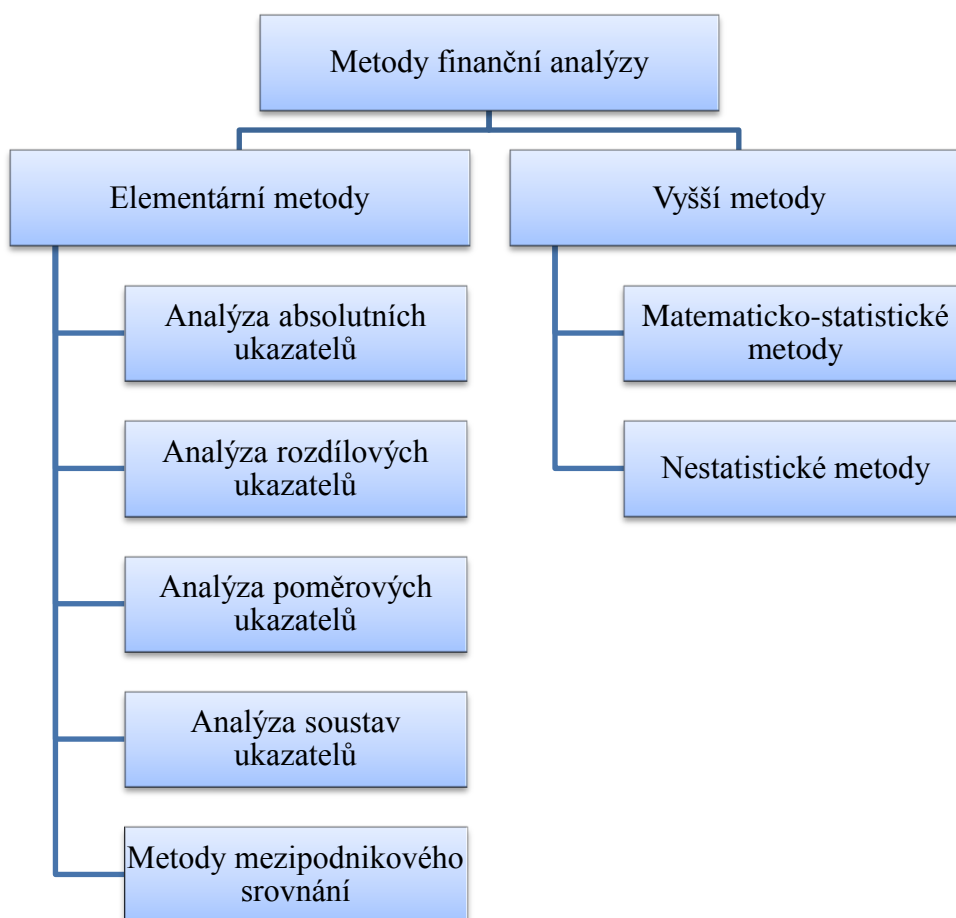 Metody finanční analýzy
Elementární metody
Vyšší metody
Analýza absolutních
ukazatelů
Matematicko-statistické
metody
Analýza rozdílových
ukazatelů
Nestatistické metody
Analýza poměrových
ukazatelů
Analýza soustav
ukazatelů
Metody mezipodnikového
srovnání